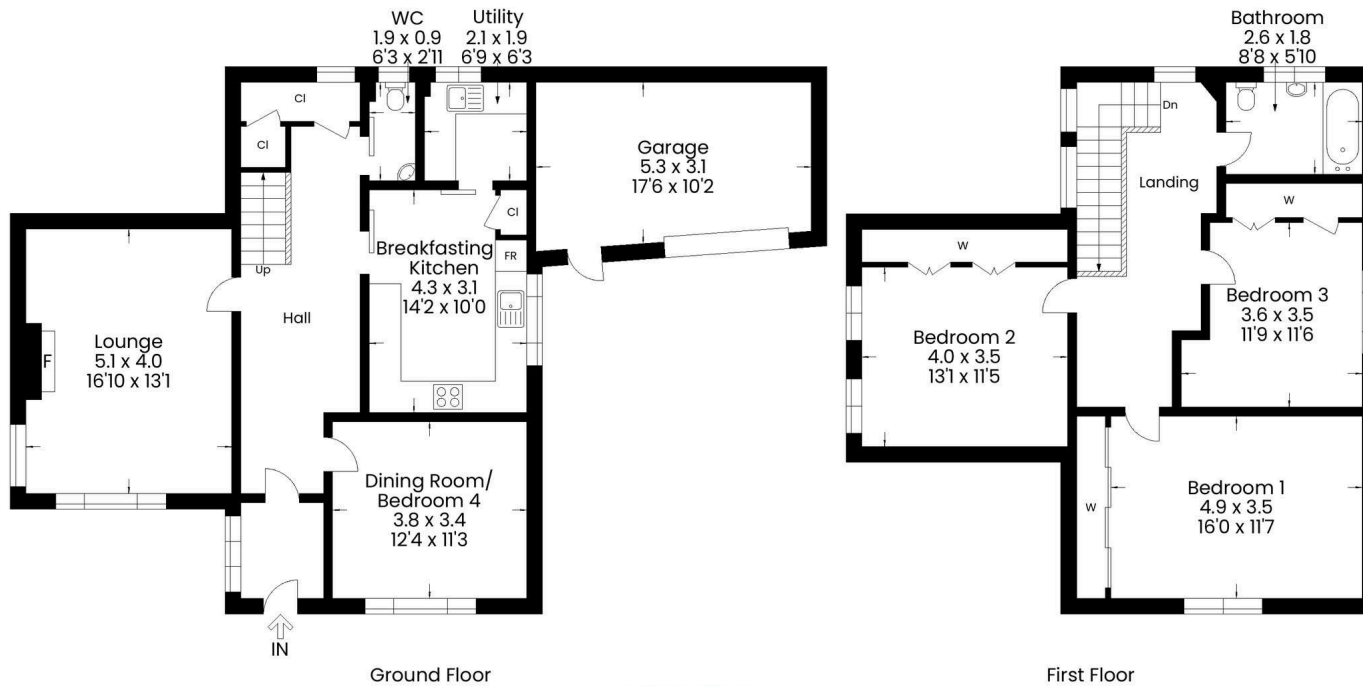 WC
1.9 x 0.9
6'3 x 2'11
Utility
2.1 x 1.9
6'9 x 6'3
Cl
Cl
Garage
5.3 x 3.1
17'6 x 10'2
Cl
FR
Breakfasting
Kitchen
4.3 x 3.1
14'2 x 10'0
Up
Hall
Lounge
5.1 x 4.0
16'10 x 13'1
F
Dining Room/
Bedroom 4
3.8 x 3.4
12'4 x 11'3
IN
Ground Floor
Bathroom
2.6 x 1.8
8'8 x 5'10
Dn
Landing
W
W
Bedroom 3
3.6 x 3.5
11'9 x 11'6
Bedroom 2
4.0 x 3.5
13'1 x 11'5
W
Bedroom 1
4.9 x 3.5
16'0 x 11'7
First Floor